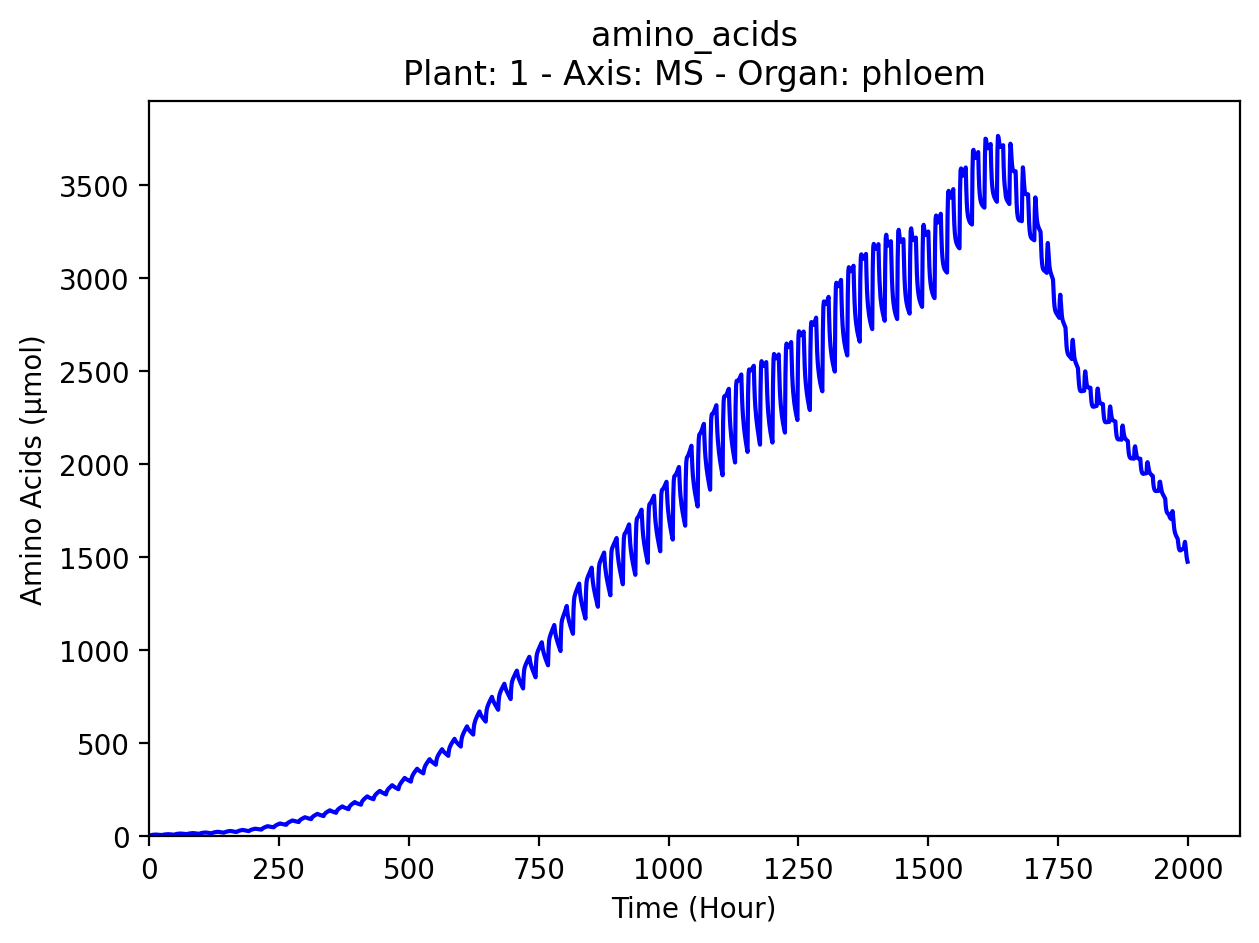 amino_acids
Plant: 1 - Axis: MS - Organ: phloem
Amino Acids (µmol)
3500
3000
2500
2000
1500
1000
500
0
0 250 500 750 1000 1250 1500 1750 2000
Time (Hour)